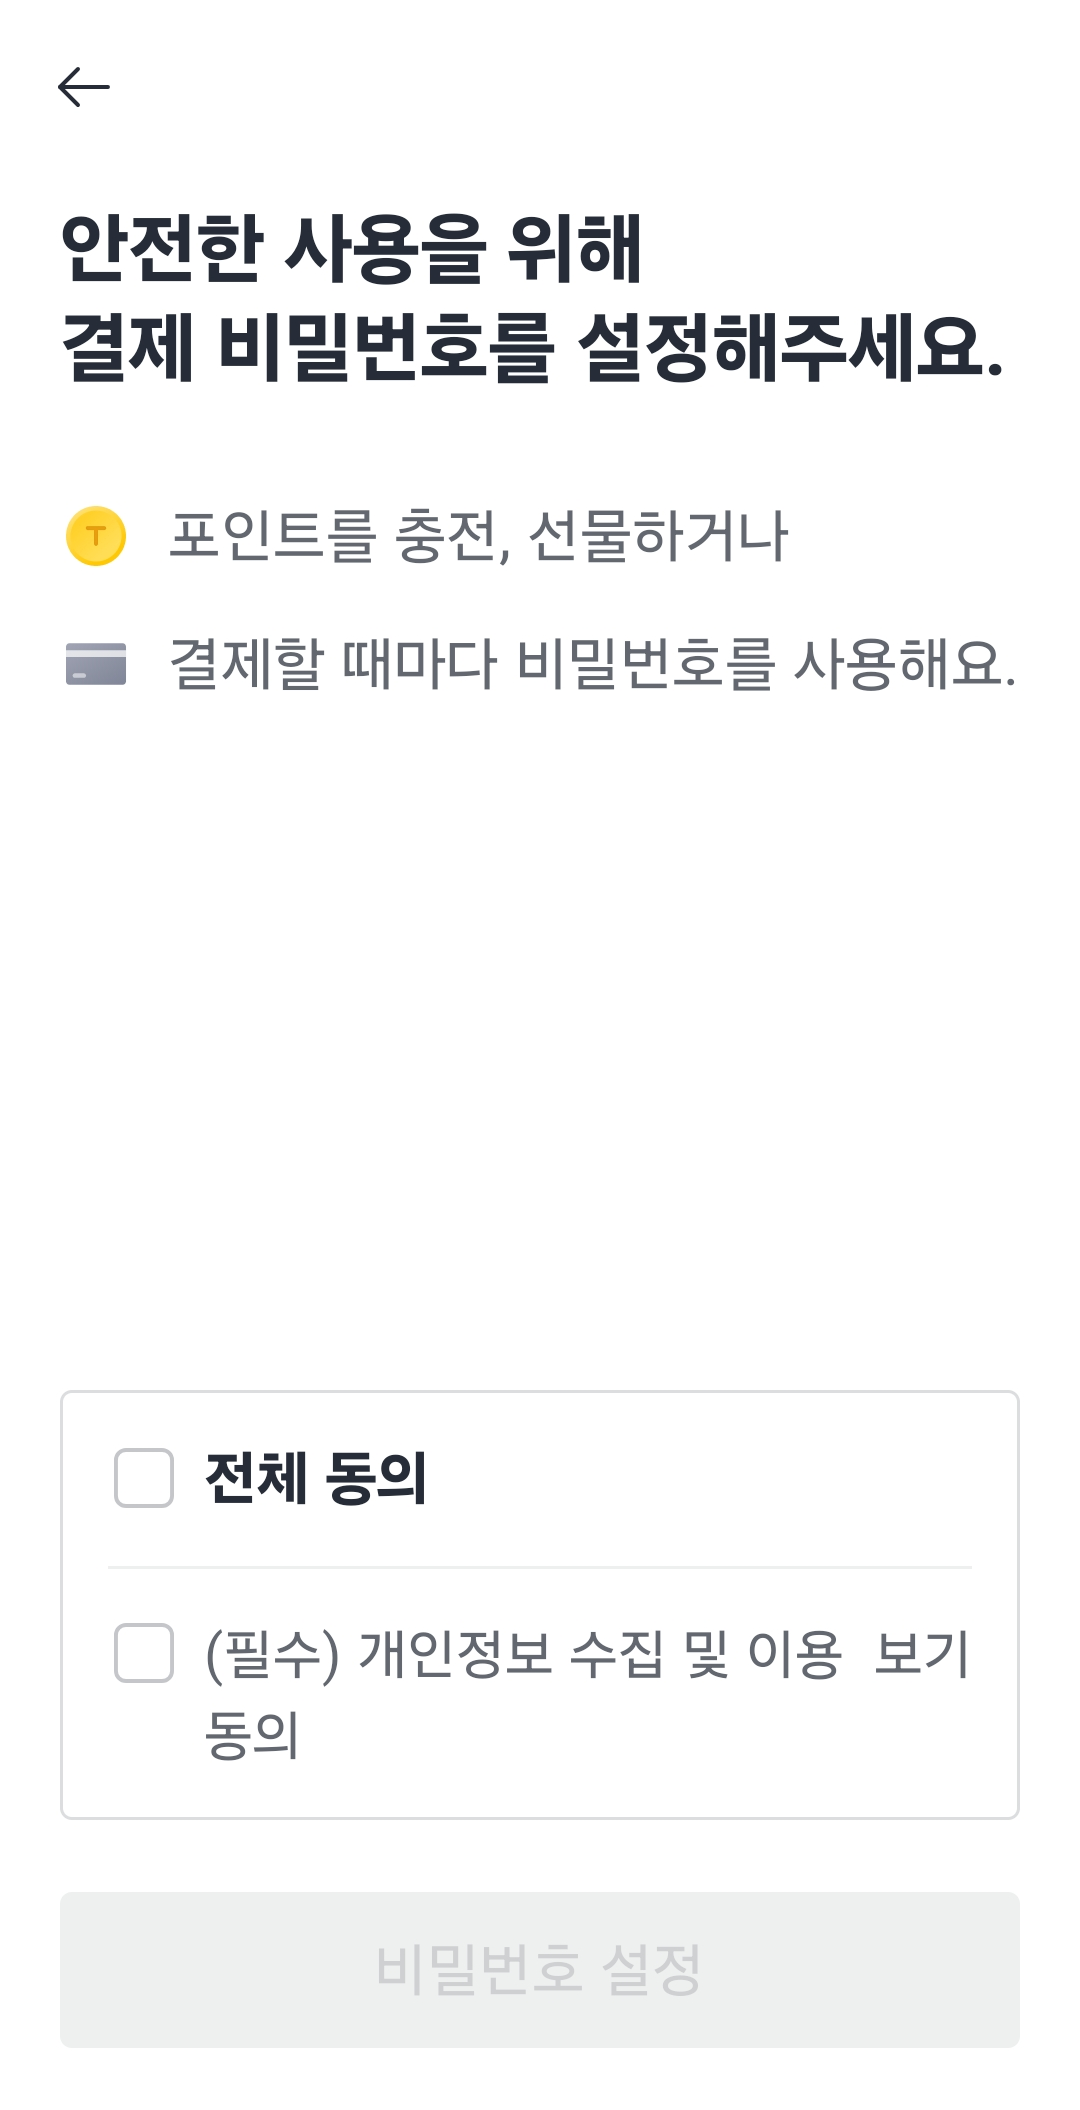 안전한 사용을 위해
결제 비밀번호를 설정해주세요.
T 포인트를 충전, 선물하거나
결제할 때마다 비밀번호를 사용해요.
전체 동의
(필수) 개인정보 수집 및 이용 보기
동의
비밀번호 설정